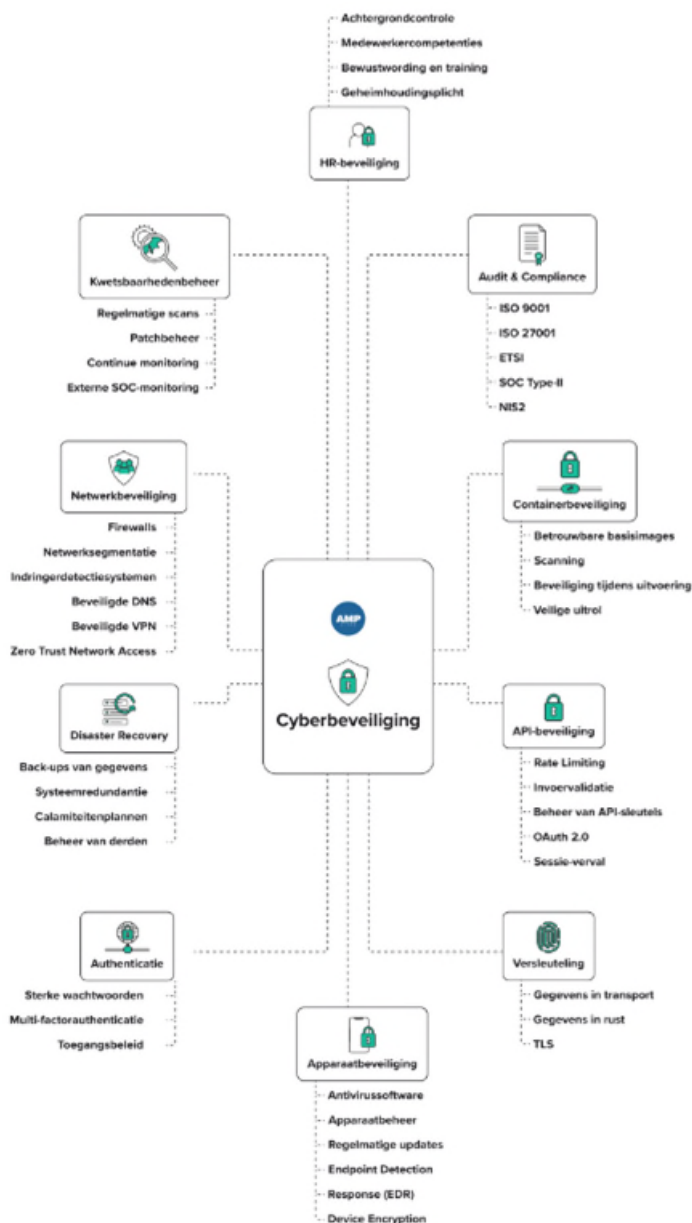 Achtergrondcontrole
Medewerkercompetenties
Bewustwording en training
Geheimhoudingsplicht
HR-beveiliging
Kwetsbaarhedenbeheer
Regelmatige scans
Patchbeheer
Continue monitoring
Externe SOC-monitoring
Audit & Compliance
ISO 9001
ISO 27001
ETSI
SOC Type-II
NIS2
Netwerkbeveiliging
Firewalls
Netwerksegmentatie
Indringerdetectiesystemen
Beveiligde DNS
Beveiligde VPN
Zero Trust Network Access
Containerbeveiliging
Betrouwbare basisimages
Scanning
Beveiliging tijdens uitvoering
Veilige uitrol
AMP
Cyberbeveiliging
Disaster Recovery
Back-ups van gegevens
Systeemredundantie
Calamiteitenplannen
Beheer van derden
API-beveiliging
Rate Limiting
Invoervalidatie
Beheer van API-sleutels
OAuth 2.0
Sessie-verval
Authenticatie
Sterke wachtwoorden
Multi-factorauthenticatie
Toegangsbeleid
Versleuteling
Gegevens in transport
Gegevens in rust
TLS
Apparaatbeveiliging
Antivirussoftware
Apparaatbeheer
Regelmatige updates
Endpoint Detection
Response (EDR)
Device Encryption